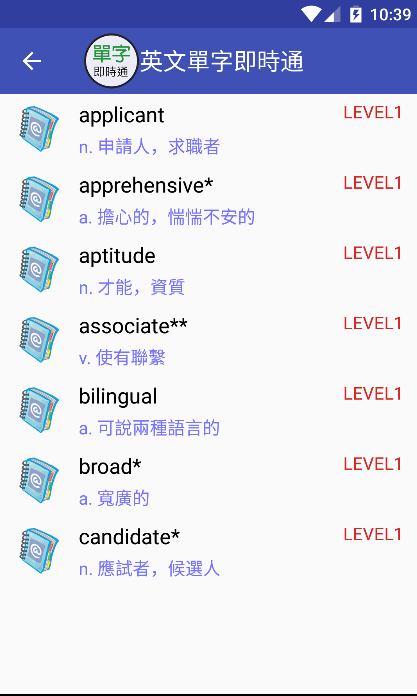 10:39
單字
即時通
英文單字即時通
applicant LEVEL1
n. 申請人，求職者
apprehensive* LEVEL1
a. 擔心的，惴惴不安的
aptitude LEVEL1
n. 才能，資質
associate** LEVEL1
v. 使有聯繫
bilingual LEVEL1
a. 可說兩種語言的
broad* LEVEL1
a. 寬廣的
candidate* LEVEL1
n. 應試者，候選人